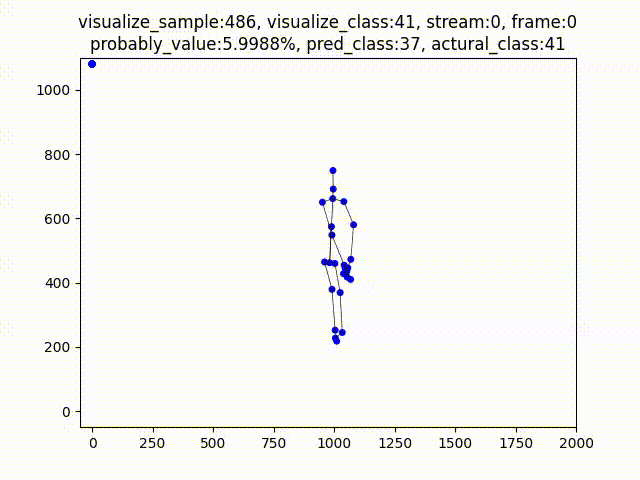 visualize_sample:486, visualize_class:41, stream:0, frame:0
probably_value:5.9988%, pred_class:37, actural_class:41
1000
800
600
400
200
0
0 250 500 750 1000 1250 1500 1750 2000